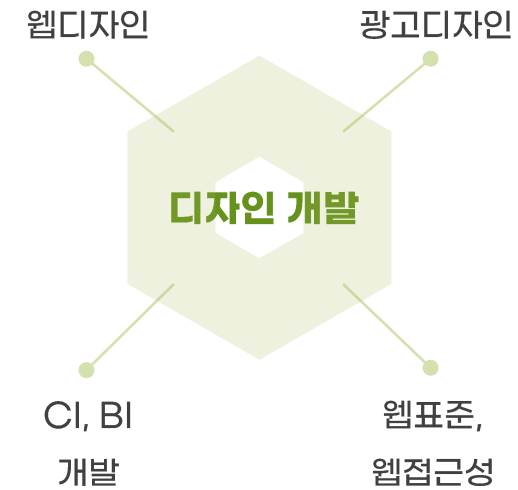 웹디자인
광고디자인
디자인 개발
CI, BI
개발
웹표준,
웹접근성